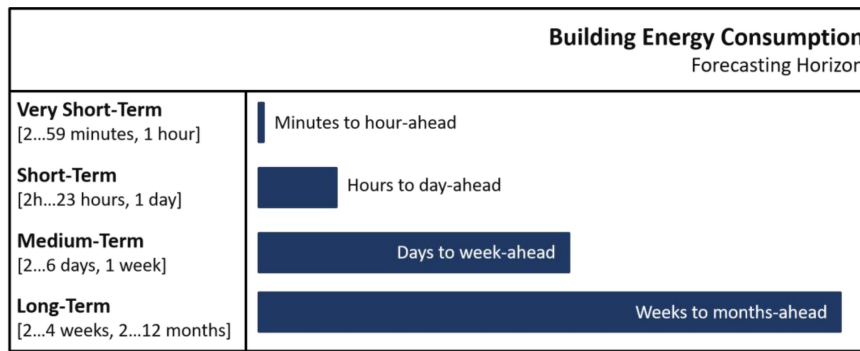 Building Energy Consumption
Forecasting Horizon
Very Short-Term
[2...59 minutes, 1 hour]
Minutes to hour-ahead
Short-Term
[2h...23 hours, 1 day]
Hours to day-ahead
Medium-Term
[2...6 days, 1 week]
Days to week-ahead
Long-Term
[2...4 weeks, 2...12 months]
Weeks to months-ahead